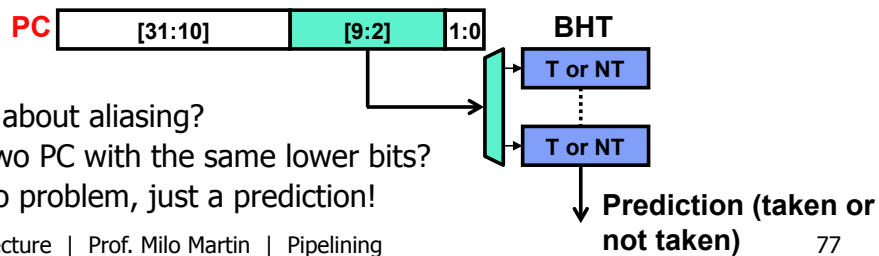 PC [31:10] [9:2] 1:0 BHT
T or NT
about aliasing?
wo PC with the same lower bits?
T or NT
o problem, just a prediction!
Prediction (taken or
not taken)
ecture | Prof. Milo Martin | Pipelining 77